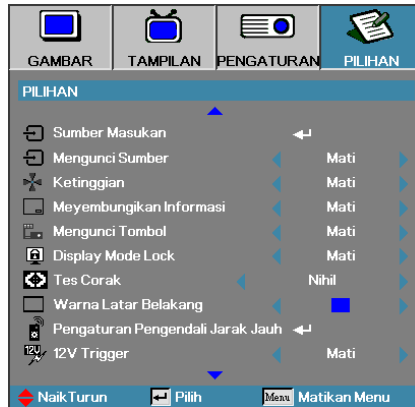 GAMBAR TAMPILAN PENGATURAN PILIHAN
PILIHAN
Sumber Masukan
Mengunci Sumber Mati
Ketinggian Mati
Meyembungikan Informasi Mati
Mengunci Tombol Mati
Display Mode Lock Mati
Tes Corak Nihil
Warna Latar Belakang
Pengaturan Pengendali Jarak Jauh
12V 12V Trigger Mati
NaikTurun Pilih Menu Matikan Menu